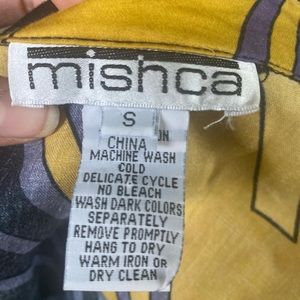 mishca
S
IN
CHINA
MACHINE WASH
COLD
DELICATE CYCLE
NO BLEACH
WASH DARK COLORS
SEPARATELY
REMOVE PROMPTLY
HANG TO DRY
WARM IRON OR
DRY CLEAN